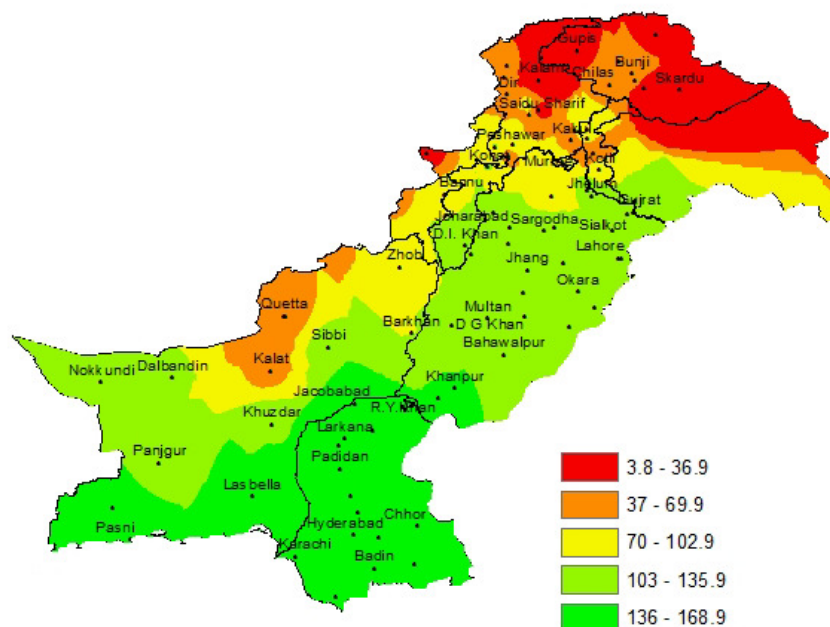 Gupis
Kalam
Chilas
Bunji
Skardu
Dir
Saidu Sharif
Peshawar
Kakul
Kohat
Murree
Kotli
Bannu
Jhelum
Gujrat
Joharabad
Sargodha
Sialkot
D.I. Khan
Lahore
Zhob
Jhang
Okara
Quetta
Multan
Barkhan
D G Khan
Sibbi
Bahawalpur
Nokkundi
Dalbandin
Kalat
Jacobabad
Khanpur
R.Y.Khan
Khuzdar
Larkana
Panjgur
Padidan
Lasbella
Pasni
Hyderabad
Chhor
Karachi
Badin
3.8 - 36.9
37 - 69.9
70 - 102.9
103 - 135.9
136 - 168.9